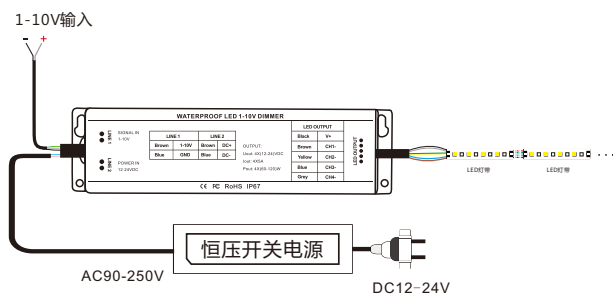 1-10V输入
- +
WATERPROOF LED 1-10V DIMMER
LINE 1
SIGNAL IN
1-10V
LINE 2
POWER IN
12-24VDC
LINE 1 LINE 2
Brown 1-10V Brown DC+
Blue GND Blue DC-
OUTPUT:
Uout:4X(12-24)VDC
Iout:4X5A
Pout:4X(60-120)W
LED OUTPUT
Black V+
Brown CH1-
Yellow CH2-
Blue CH3-
Grey CH4-
LED OUTPUT
CE FC RoHS IP67
LED灯带 LED灯带
...
恒压开关电源
AC90-250V
DC12-24V